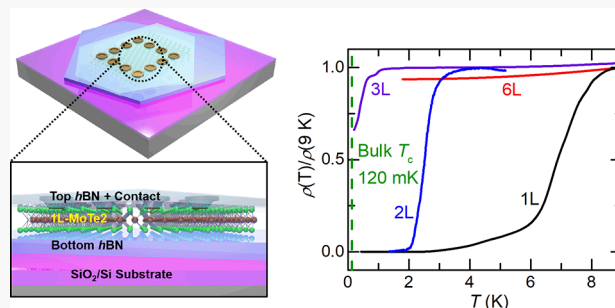 Top hBN + Contact
1L-MoTe2
Bottom hBN
SiO₂/Si Substrate
ρ(T)/ρ(9 K)
1.0
0.5
0.0
3L
6L
Bulk Tc
120 mK
2L
1L
0 2 4 6 8
T (K)